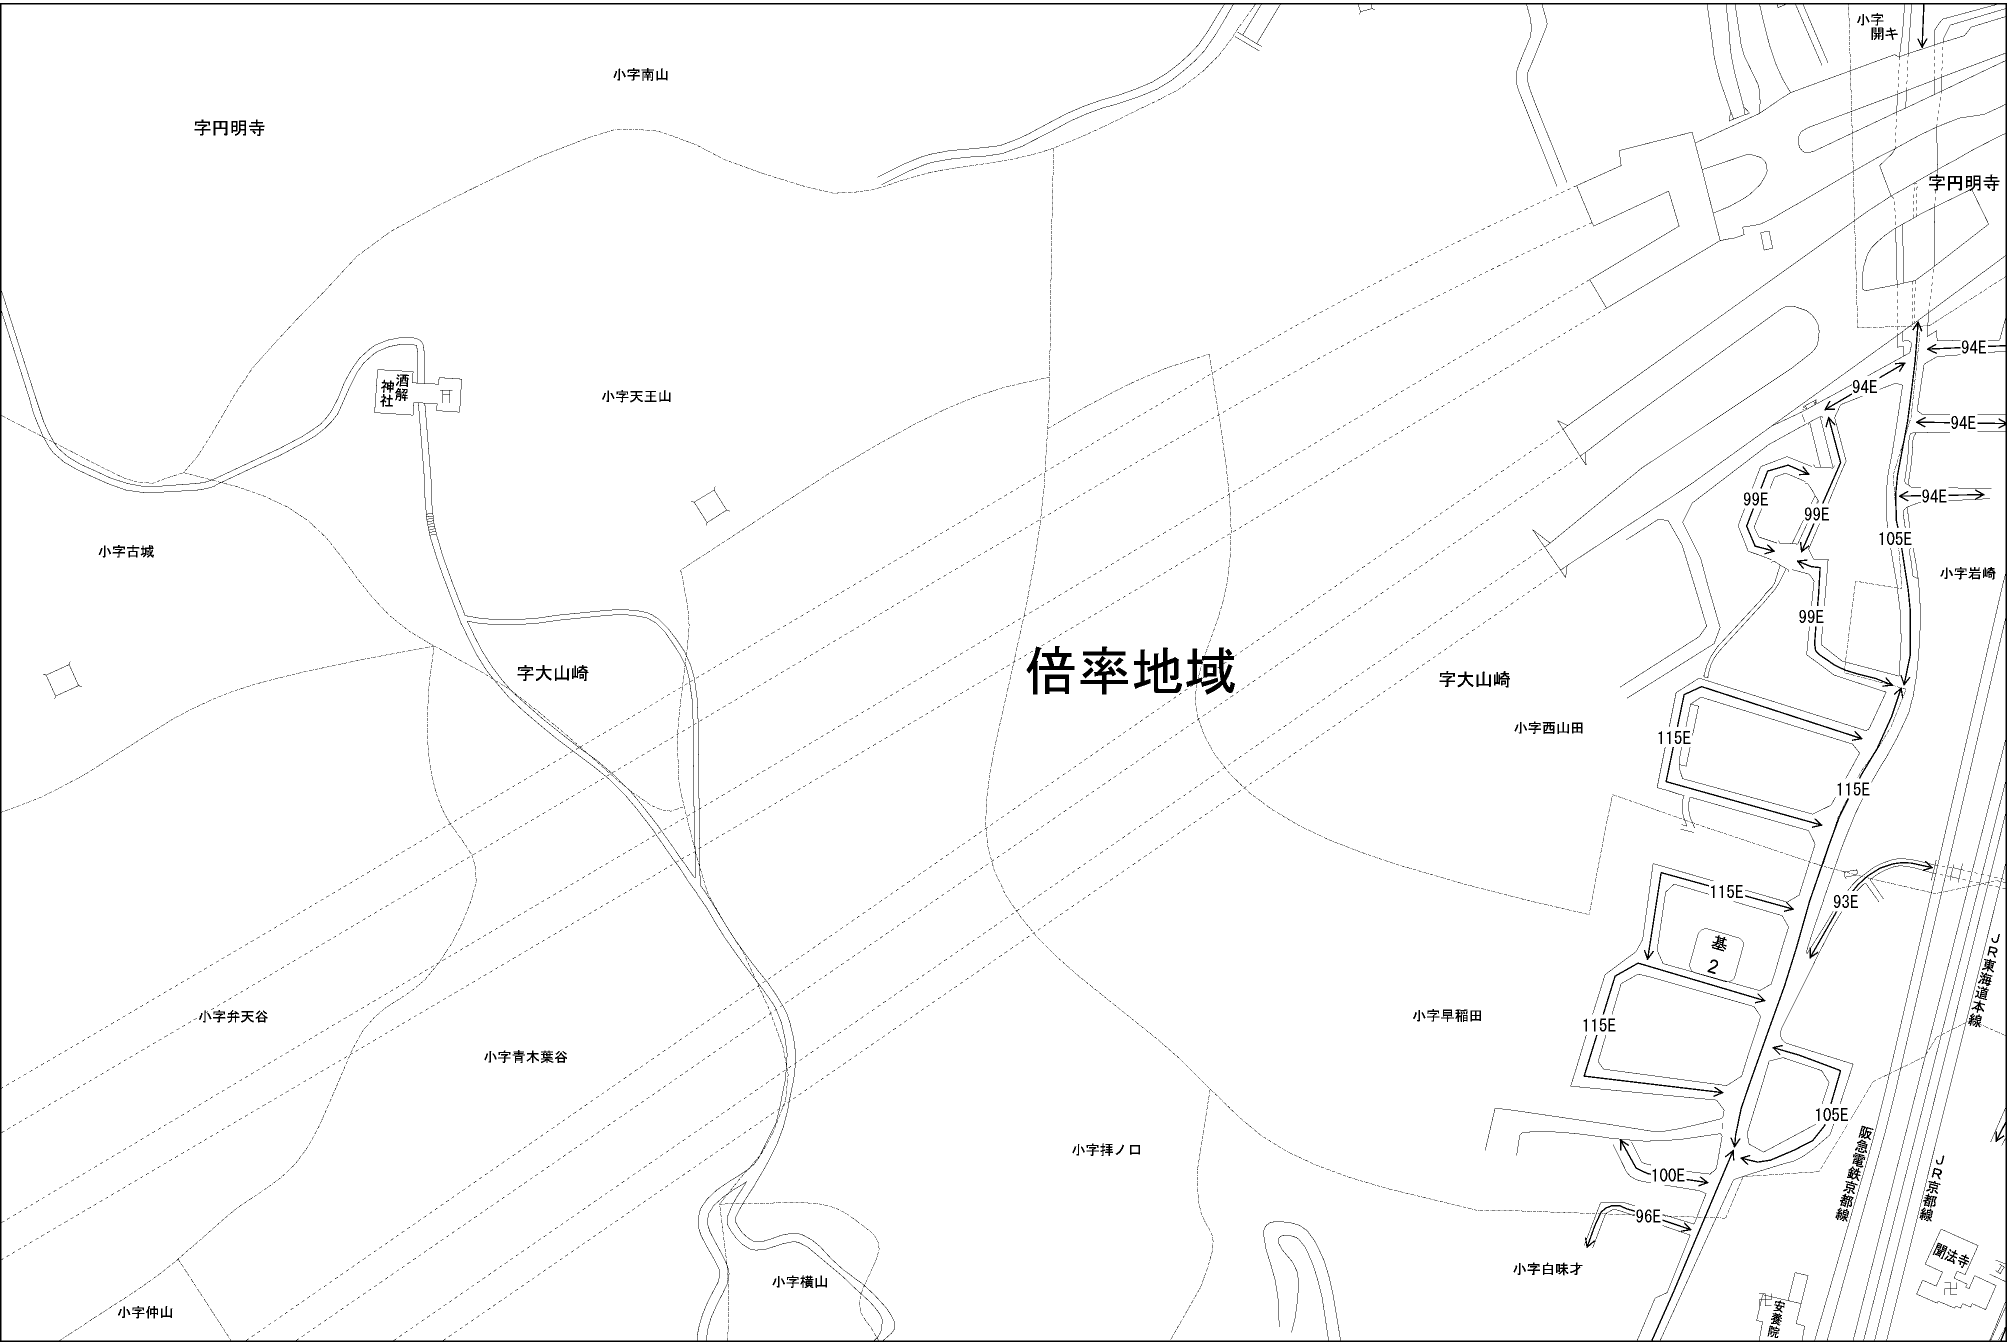 小字
開キ
小字南山
字円明寺
字円明寺
94E
酒解
神社
小字天王山
94E
94E
94E
99E
99E
105E
小字古城
小字岩崎
99E
倍率地域
字大山崎
字大山崎
小字西山田
115E
115E
115E
93E
基
2
JR東海道本線
小字弁天谷
小字早稲田
115E
小字青木葉谷
105E
小字拝ノ口
阪急電鉄京都線
JR京都線
100E
96E
聞法寺
小字白味才
小字横山
小字仲山
安養院